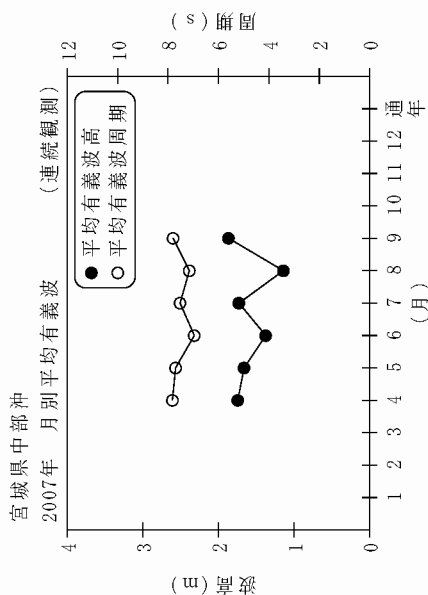 宮城県中部沖
2007年 月別平均有義波 (連続観測)
● 平均有義波高
○ 平均有義波周期
波高(m)
4
3
2
1
0
周期(s)
12
10
8
6
4
2
0
1 2 3 4 5 6 7 8 9 10 11 12 通年
(月)